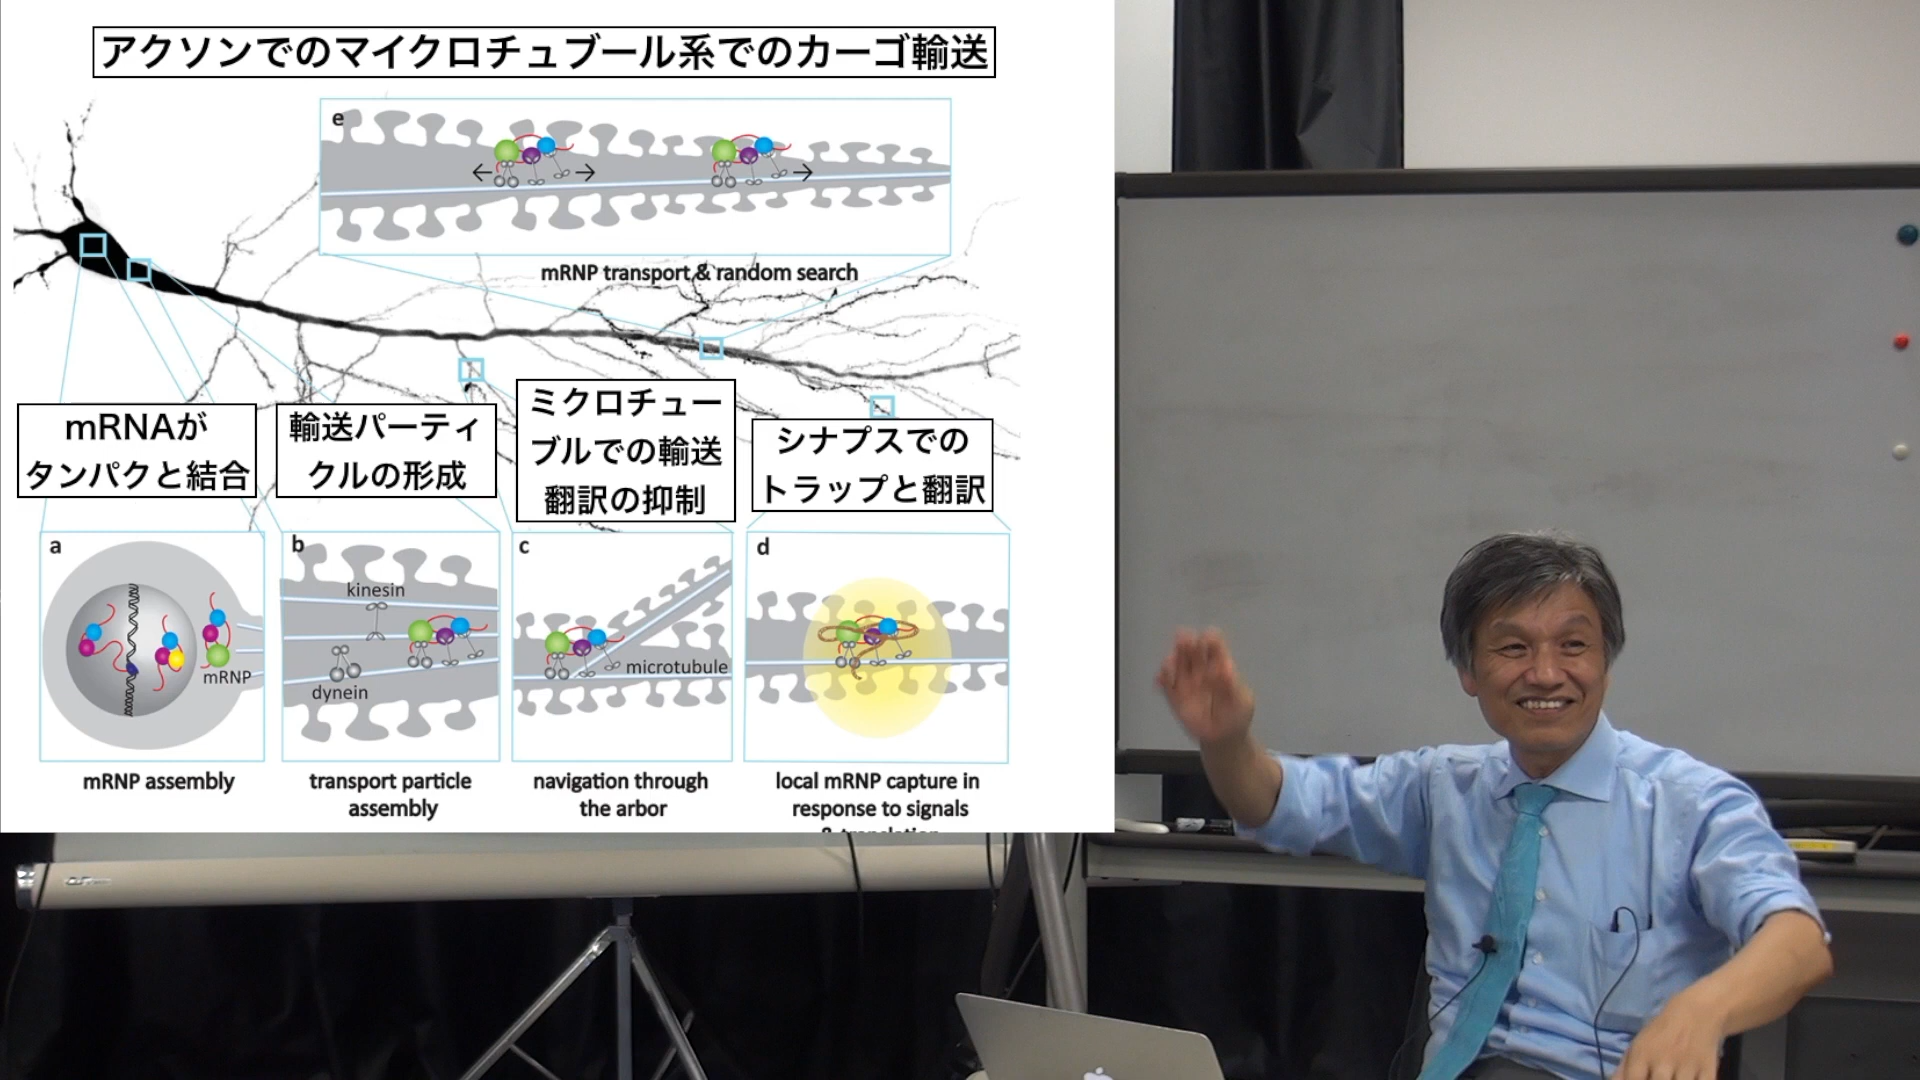 アクソンでのマイクロチュブール系でのカーゴ輸送
e
mRNP transport & random search
mRNAが
タンパクと結合
輸送パーティ
クルの形成
ミクロチュー
ブルでの輸送
翻訳の抑制
シナプスでの
トラップと翻訳
a
mRNP
mRNP assembly
b
kinesin
dynein
transport particle
assembly
c
microtubule
navigation through
the arbor
d
local mRNP capture in
response to signals
& translation